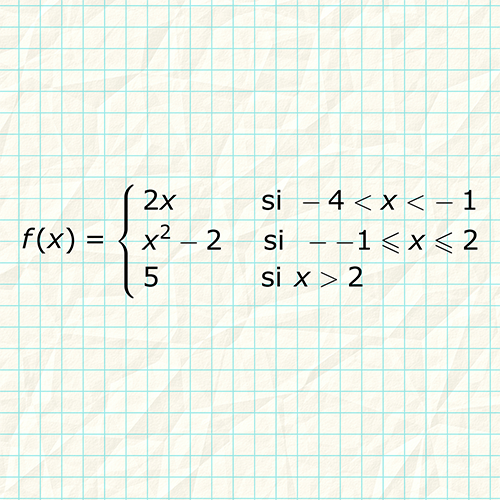 2x si – 4 < x < – 1
f(x) = { x² – 2 si – –1 ⩽ x ⩽ 2
5 si x > 2